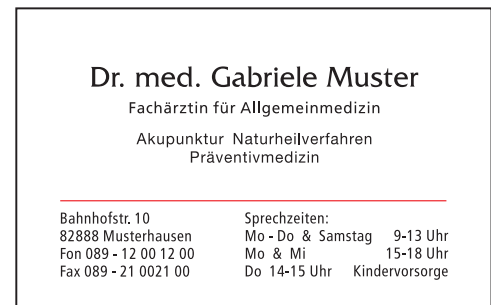 Dr. med. Gabriele Muster
Fachärztin für Allgemeinmedizin
Akupunktur Naturheilverfahren
Präventivmedizin
Bahnhofstr. 10
82888 Musterhausen
Fon 089 - 12 00 12 00
Fax 089 - 21 0021 00
Sprechzeiten:
Mo - Do & Samstag 9-13 Uhr
Mo & Mi 15-18 Uhr
Do 14-15 Uhr Kindervorsorge